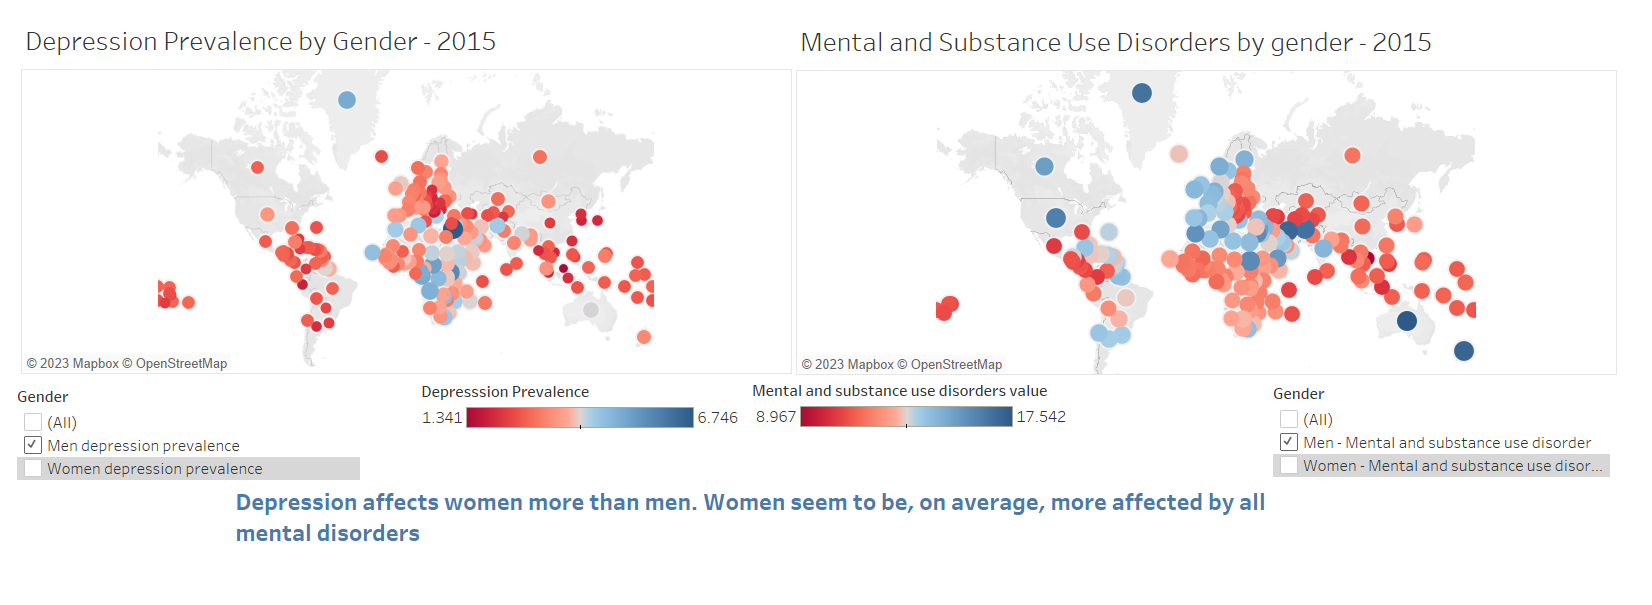 Depression Prevalence by Gender - 2015
Mental and Substance Use Disorders by gender - 2015
© 2023 Mapbox © OpenStreetMap
© 2023 Mapbox © OpenStreetMap
Gender
(All)
Men depression prevalence
Women depression prevalence
Depresssion Prevalence
1.341
6.746
Mental and substance use disorders value
8.967
17.542
Gender
(All)
Men - Mental and substance use disorder
Women - Mental and substance use disor...
Depression affects women more than men. Women seem to be, on average, more affected by all
mental disorders